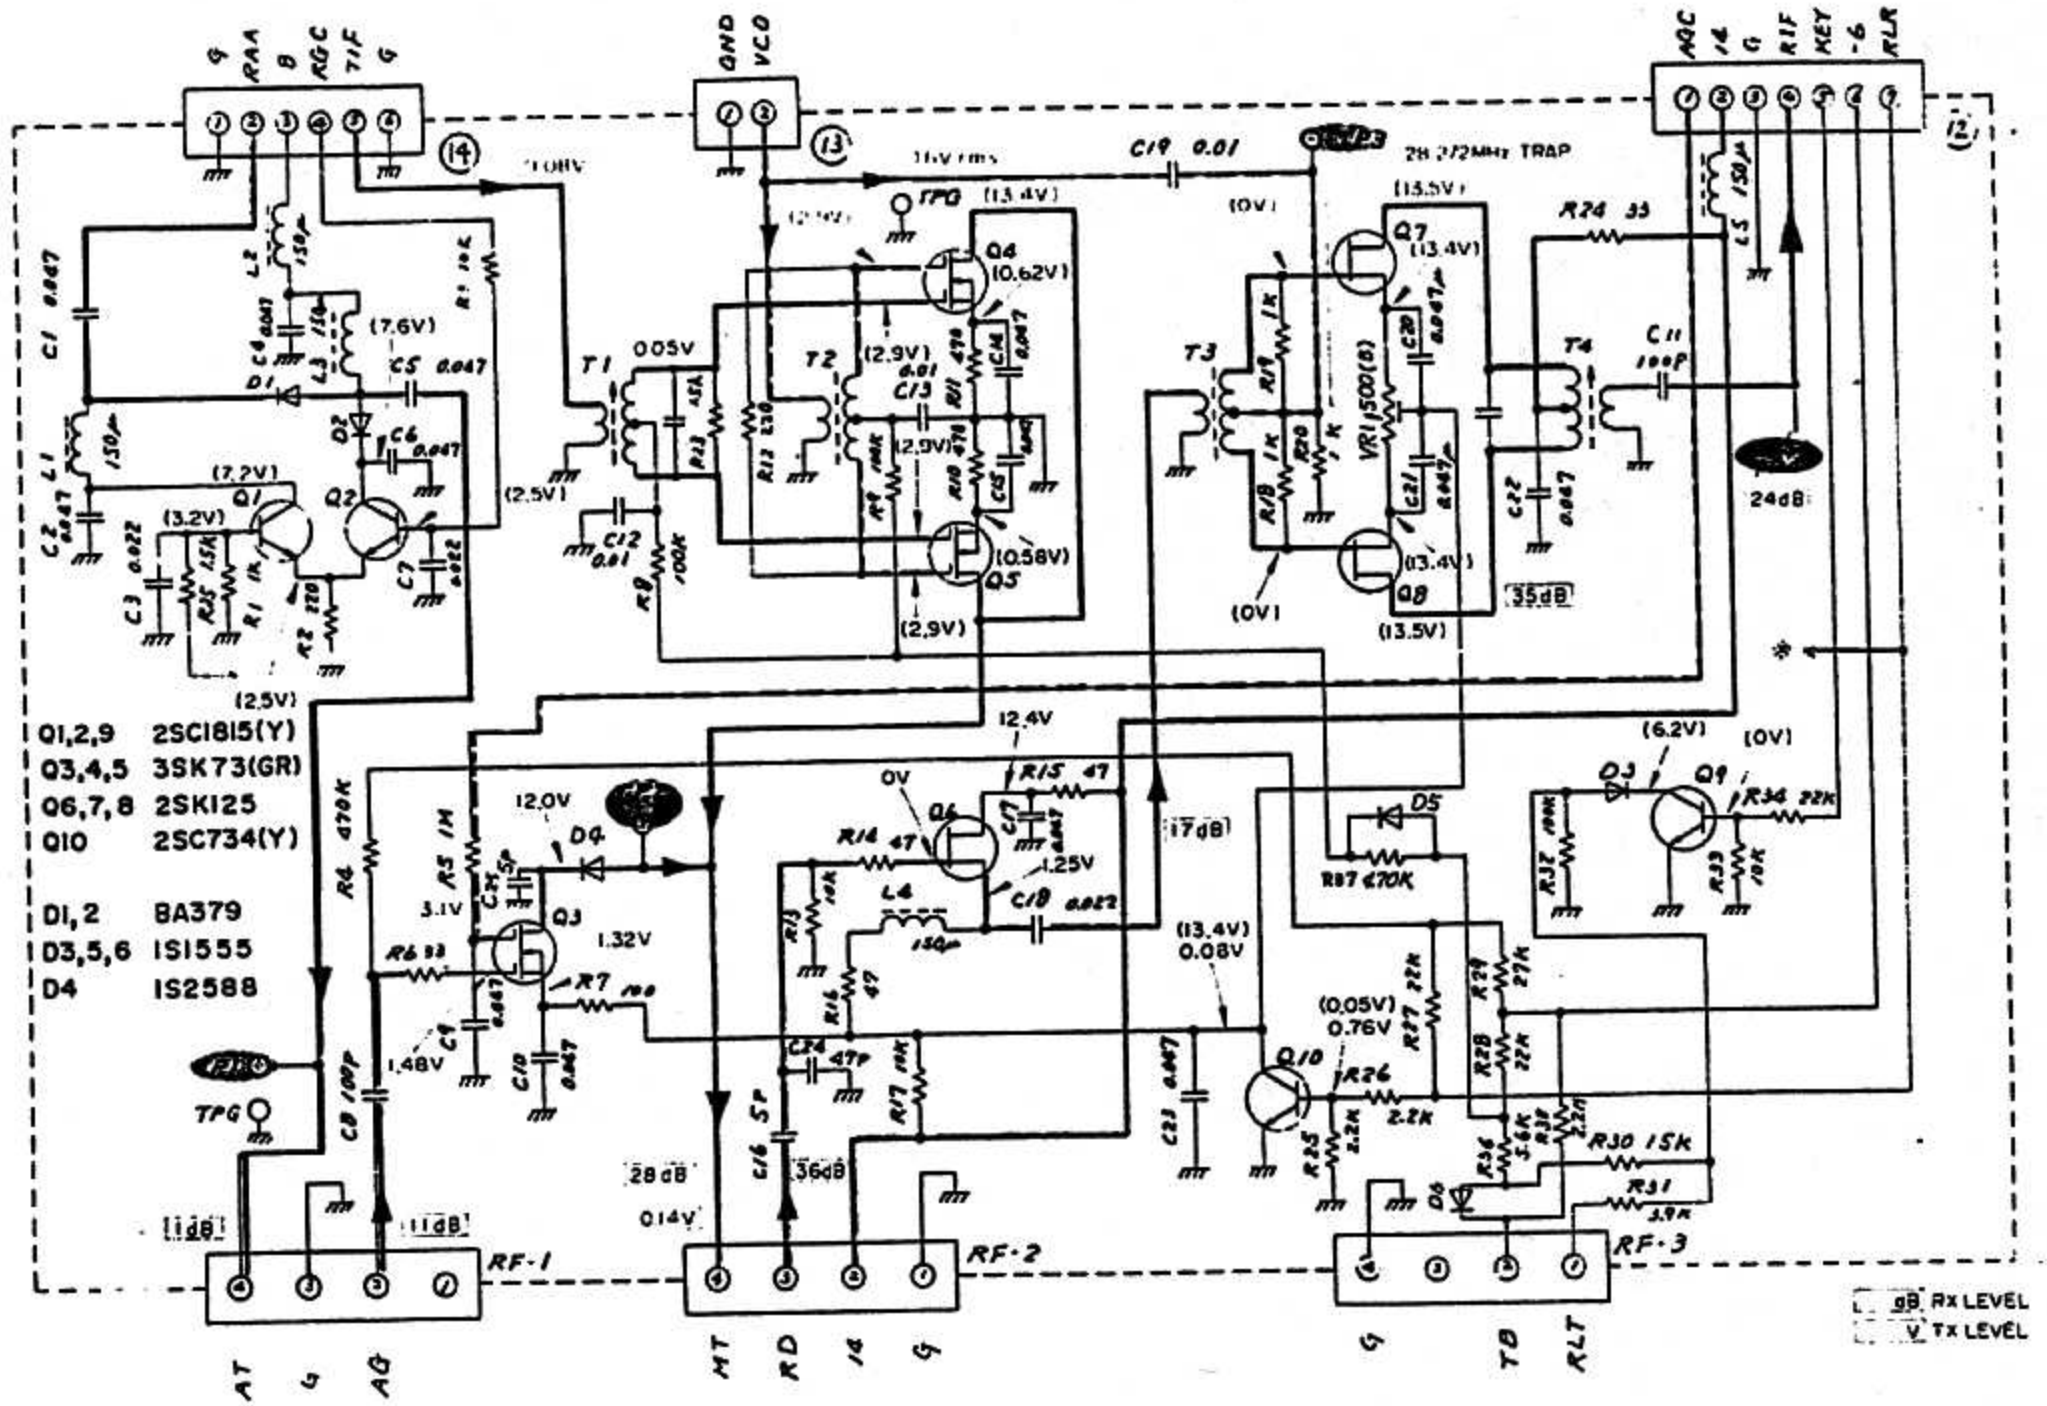 G RAA B RGC TIF G
1 2 3 4 5 6
14
GND VCO
1 2
13
AGC 14 G RIF KEY -6 RLR
1 2 3 4 5 6 7
12
C19 0.01
28.272MHz TRAP
TPG
(13.4V)
(0V)
(13.5V)
R24 33
L5 150μ
C1 0.047
L2 150μ
R3 10K
C4 0.047
L3 150
(7.6V)
C5 0.047
D1
D2
C6 0.047
L1 150μ
C2 0.047
(7.2V)
Q1
Q2
(2.5V)
(3.2V)
C3 0.022
R35 1.5K
R1 1K
R2 220
C7 0.022
(2.5V)
T1
0.05V
R13
R12 220
T2
C12 0.01
R8 100K
R9 100K
(2.9V)
0.01
C13
(2.9V)
Q4
(0.62V)
R11 470
C14 0.047
R10 470
C15 0.047
(0.58V)
Q5
(2.9V)
T3
R19 1K
R18 1K
R20 1K
Q7
(13.4V)
C20 0.047μ
VR1 500(B)
C21 0.047μ
(13.4V)
Q8
(0V)
(13.5V)
T4
C11 100P
C22 0.047
24dB
35dB
*
Q1,2,9 2SC1815(Y)
Q3,4,5 3SK73(GR)
Q6,7,8 2SK125
Q10 2SC734(Y)
D1,2 BA379
D3,5,6 1S1555
D4 1S2588
R4 470K
R5 1M
3.1V
12.0V
C25 5P
D4
Q3
1.32V
R6 33
R7 100
C9 0.047
1.48V
C10 0.047
C8 100P
TPG
12.4V
0V
Q6
R15 47
C17 0.047
R14 47
1.25V
R13 10K
L4 150μ
C18 0.022
R16 47
C24 47P
R17 10K
C16 5P
17dB
(13.4V)
0.08V
C23 0.047
Q10
(0.05V)
0.76V
R26 2.2K
R25 2.2K
R27 22K
R29 27K
R28 22K
R36 5.6K
D6
R30 15K
R31 3.9K
D5
R37 470K
(6.2V)
(0V)
D3
Q9
R34 22K
R32 100K
R33 10K
1dB
11dB
28dB
0.14V
36dB
RF-1
4 3 2 1
AT G AG
RF-2
4 3 2 1
MT RD 14 G
RF-3
4 3 2 1
G TB RLT
dB RX LEVEL
V TX LEVEL